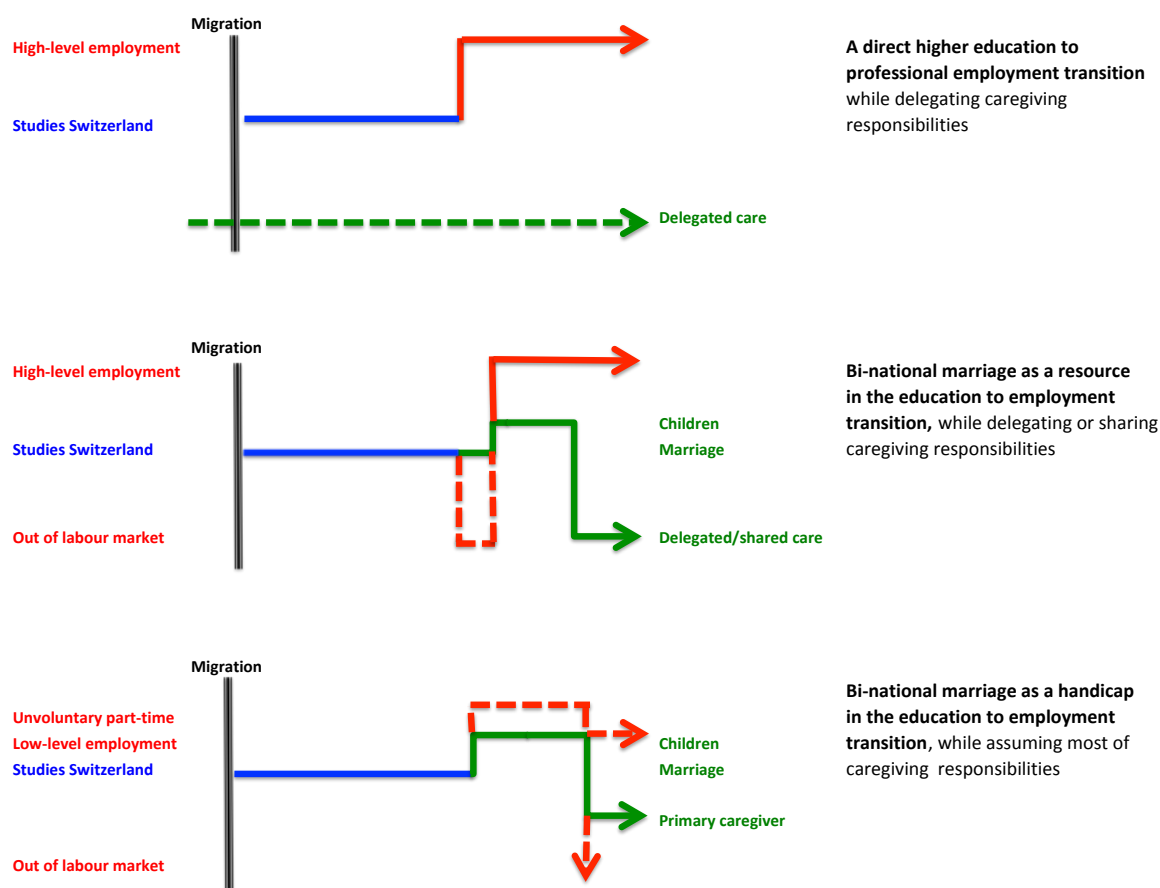 Migration
High-level employment
Studies Switzerland
Delegated care
A direct higher education to
professional employment transition
while delegating caregiving
responsibilities
Migration
High-level employment
Studies Switzerland
Out of labour market
Children
Marriage
Delegated/shared care
Bi-national marriage as a resource
in the education to employment
transition, while delegating or sharing
caregiving responsibilities
Migration
Unvoluntary part-time
Low-level employment
Studies Switzerland
Out of labour market
Children
Marriage
Primary caregiver
Bi-national marriage as a handicap
in the education to employment
transition, while assuming most of
caregiving responsibilities